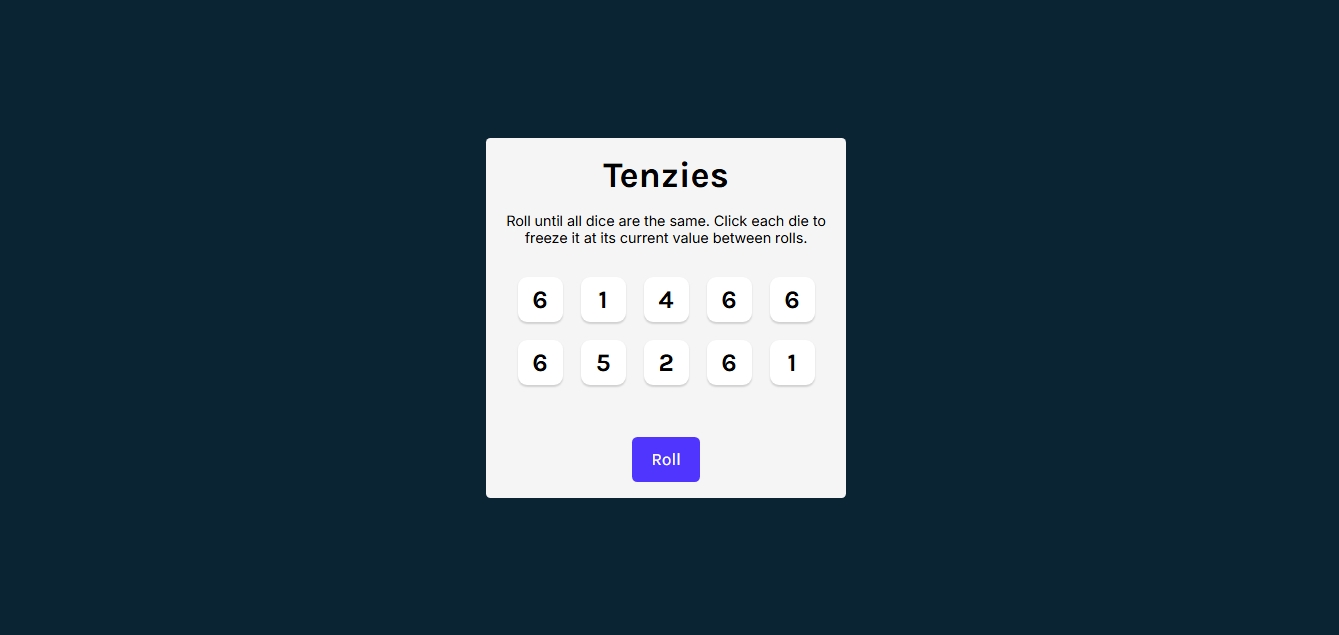 Tenzies
Roll until all dice are the same. Click each die to
freeze it at its current value between rolls.
6 1 4 6 6
6 5 2 6 1
Roll